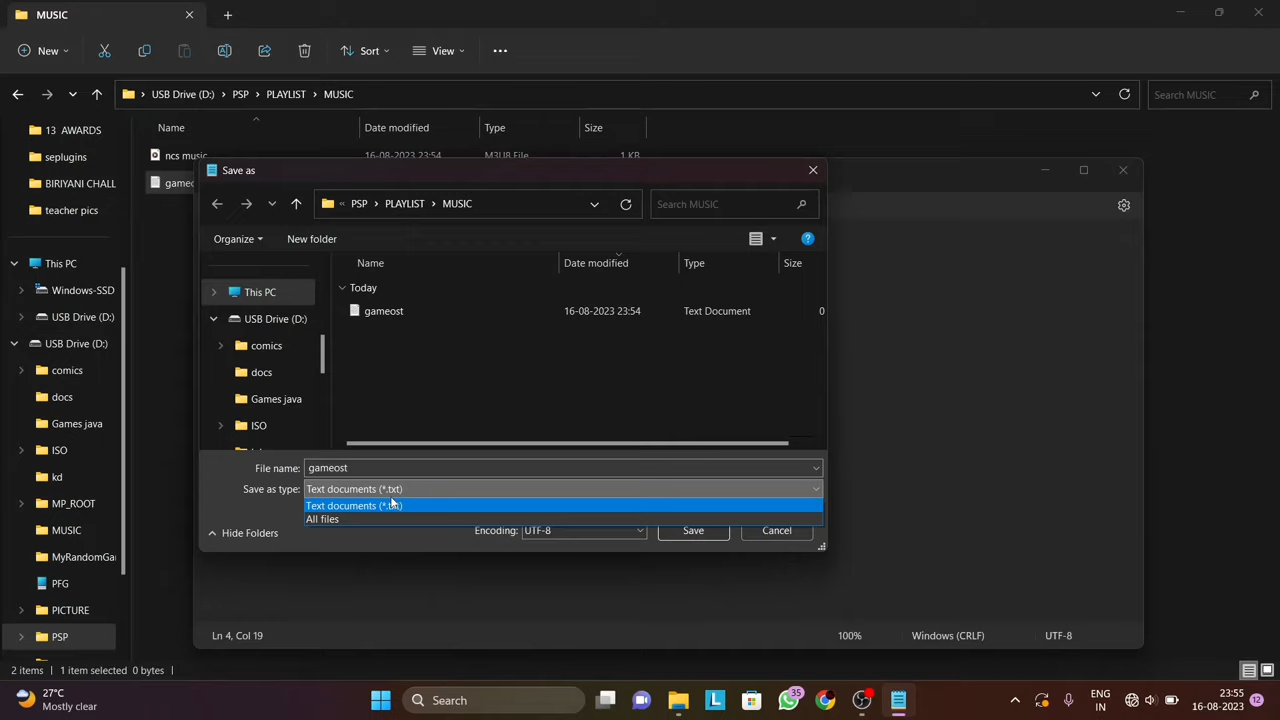 MUSIC
New
Sort
View
USB Drive (D:) > PSP > PLAYLIST > MUSIC
Search MUSIC
Name Date modified Type Size
ncs music 16-08-2023 23:54 M3U8 File 1 KB
13 AWARDS
seplugins
BIRIYANI CHALL
teacher pics
This PC
Windows-SSD
USB Drive (D:)
USB Drive (D:)
comics
docs
Games java
ISO
kd
MP_ROOT
MUSIC
MyRandomGa
PFG
PICTURE
PSP
Save as
« PSP > PLAYLIST > MUSIC
Search MUSIC
Organize
New folder
Name Date modified Type Size
Today
gameost 16-08-2023 23:54 Text Document 0
This PC
USB Drive (D:)
comics
docs
Games java
ISO
File name: gameost
Save as type: Text documents (*.txt)
Text documents (*.txt)
All files
Hide Folders
Encoding: UTF-8
Save
Cancel
Ln 4, Col 19
100%
Windows (CRLF)
UTF-8
2 items
1 item selected 0 bytes
27°C
Mostly clear
Search
L
35
ENG
IN
23:55
16-08-2023
12